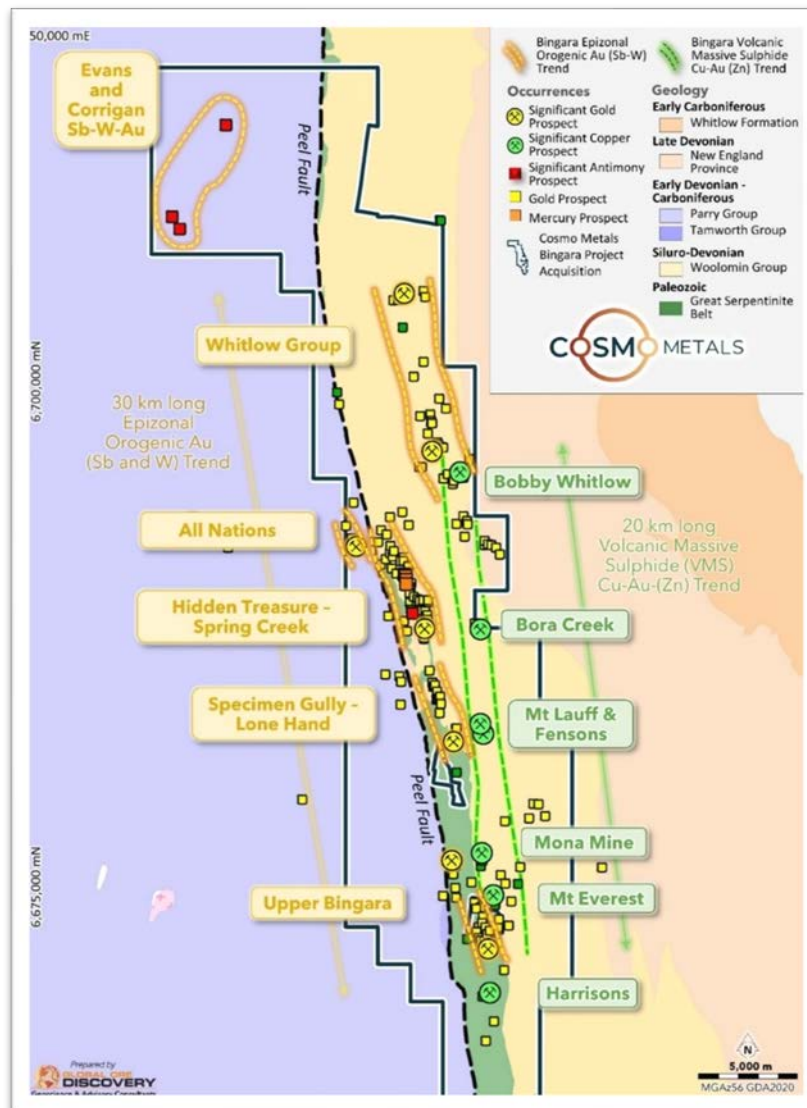 50,000 mE
Evans
and
Corrigan
Sb-W-Au
Peel Fault
Bingara Epizonal
Orogenic Au (Sb-W)
Trend
Bingara Volcanic
Massive Sulphide
Cu-Au (Zn) Trend
Occurrences
Significant Gold
Prospect
Significant Copper
Prospect
Significant Antimony
Prospect
Gold Prospect
Mercury Prospect
Cosmo Metals
Bingara Project
Acquisition
Geology
Early Carboniferous
Whitlow Formation
Late Devonian
New England
Province
Early Devonian -
Carboniferous
Parry Group
Tamworth Group
Siluro-Devonian
Woolomin Group
Paleozoic
Great Serpentinite
Belt
COSMO METALS
6,700,000 mN
Whitlow Group
30 km long
Epizonal
Orogenic Au
(Sb and W) Trend
Bobby Whitlow
All Nations
20 km long
Volcanic Massive
Sulphide (VMS)
Cu-Au-(Zn) Trend
Hidden Treasure –
Spring Creek
Bora Creek
Specimen Gully –
Lone Hand
Mt Lauff &
Fensons
Peel Fault
Mona Mine
6,675,000 mN
Upper Bingara
Mt Everest
Harrisons
Prepared by
GLOBAL ORE
DISCOVERY
Geoscience & Advisory Consultants
N
5,000 m
MGAz56 GDA2020